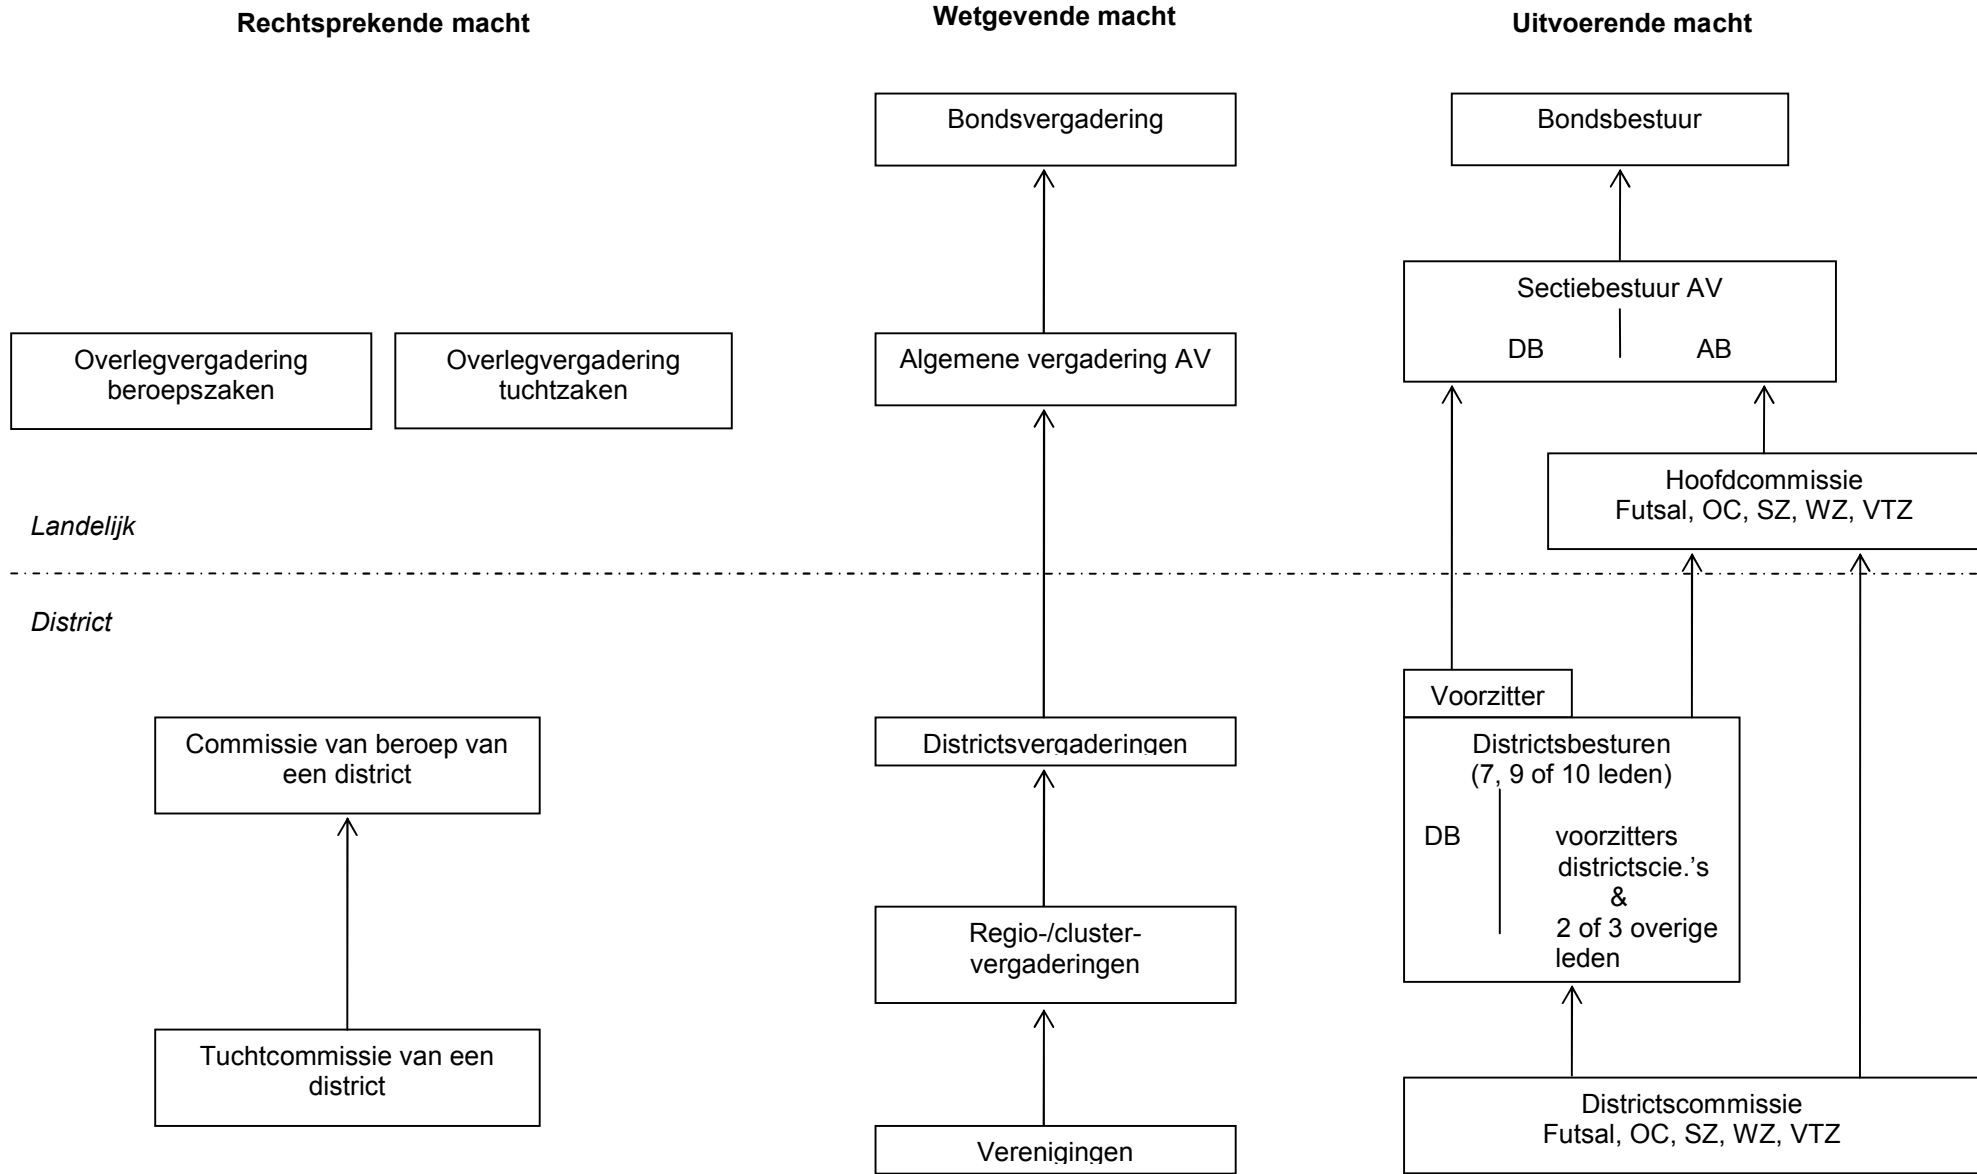 Rechtsprekende macht
Wetgevende macht
Uitvoerende macht
Bondsvergadering
Bondsbestuur
Sectiebestuur AV
DB
AB
Overlegvergadering
beroepszaken
Overlegvergadering
tuchtzaken
Algemene vergadering AV
Hoofdcommissie
Futsal, OC, SZ, WZ, VTZ
Landelijk
District
Voorzitter
Commissie van beroep van
een district
Districtsvergaderingen
Districtsbesturen
(7, 9 of 10 leden)
DB
voorzitters
districtscie.'s
&
2 of 3 overige
leden
Regio-/cluster-
vergaderingen
Tuchtcommissie van een
district
Verenigingen
Districtscommissie
Futsal, OC, SZ, WZ, VTZ